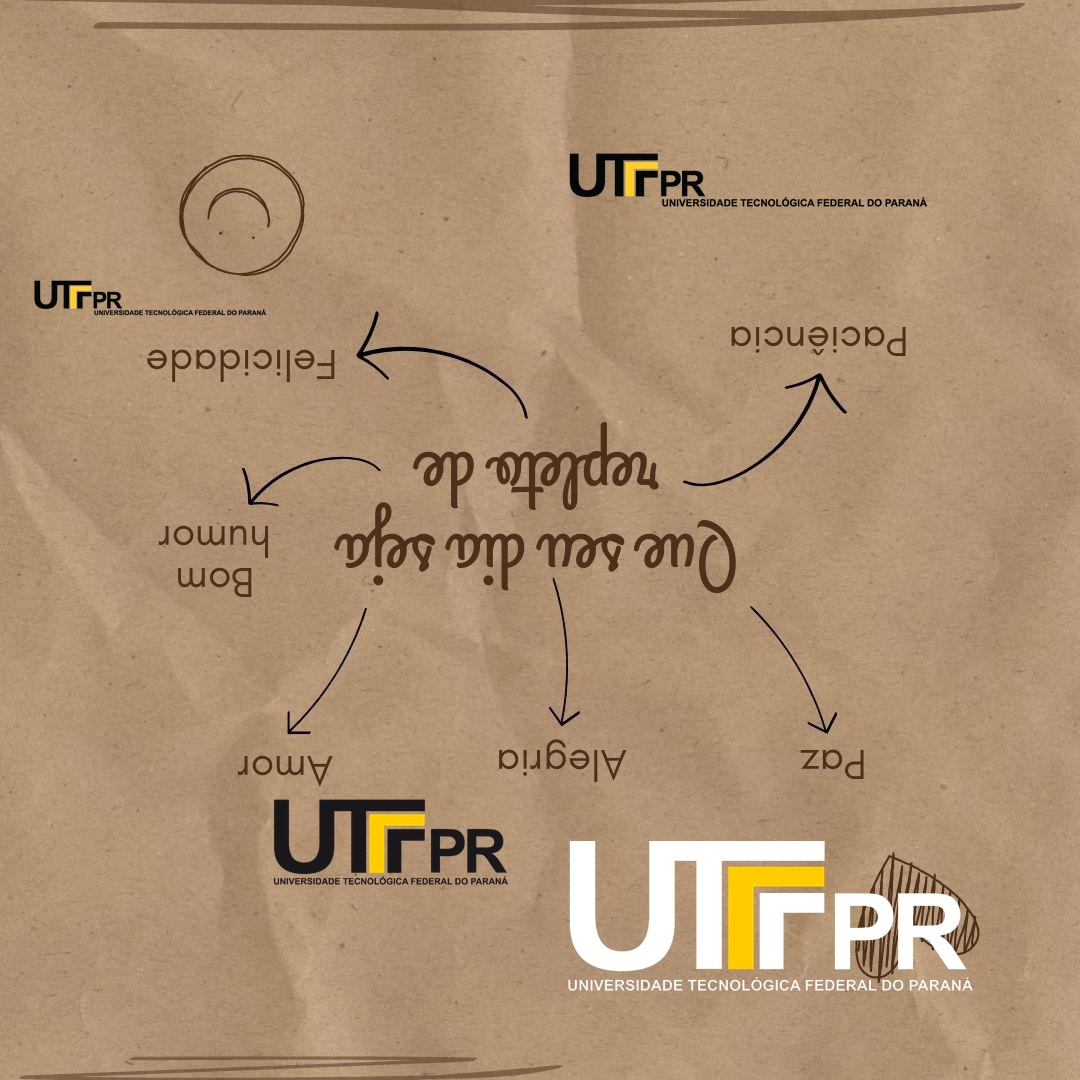 UTFPR
UNIVERSIDADE TECNOLÓGICA FEDERAL DO PARANÁ
UTFPR
UNIVERSIDADE TECNOLÓGICA FEDERAL DO PARANÁ
Paz
Alegria
Amor
Que seu dia seja
repleto de
Bom
humor
Paciência
Felicidade
UTFPR
UNIVERSIDADE TECNOLÓGICA FEDERAL DO PARANÁ
UTFPR
UNIVERSIDADE TECNOLÓGICA FEDERAL DO PARANÁ